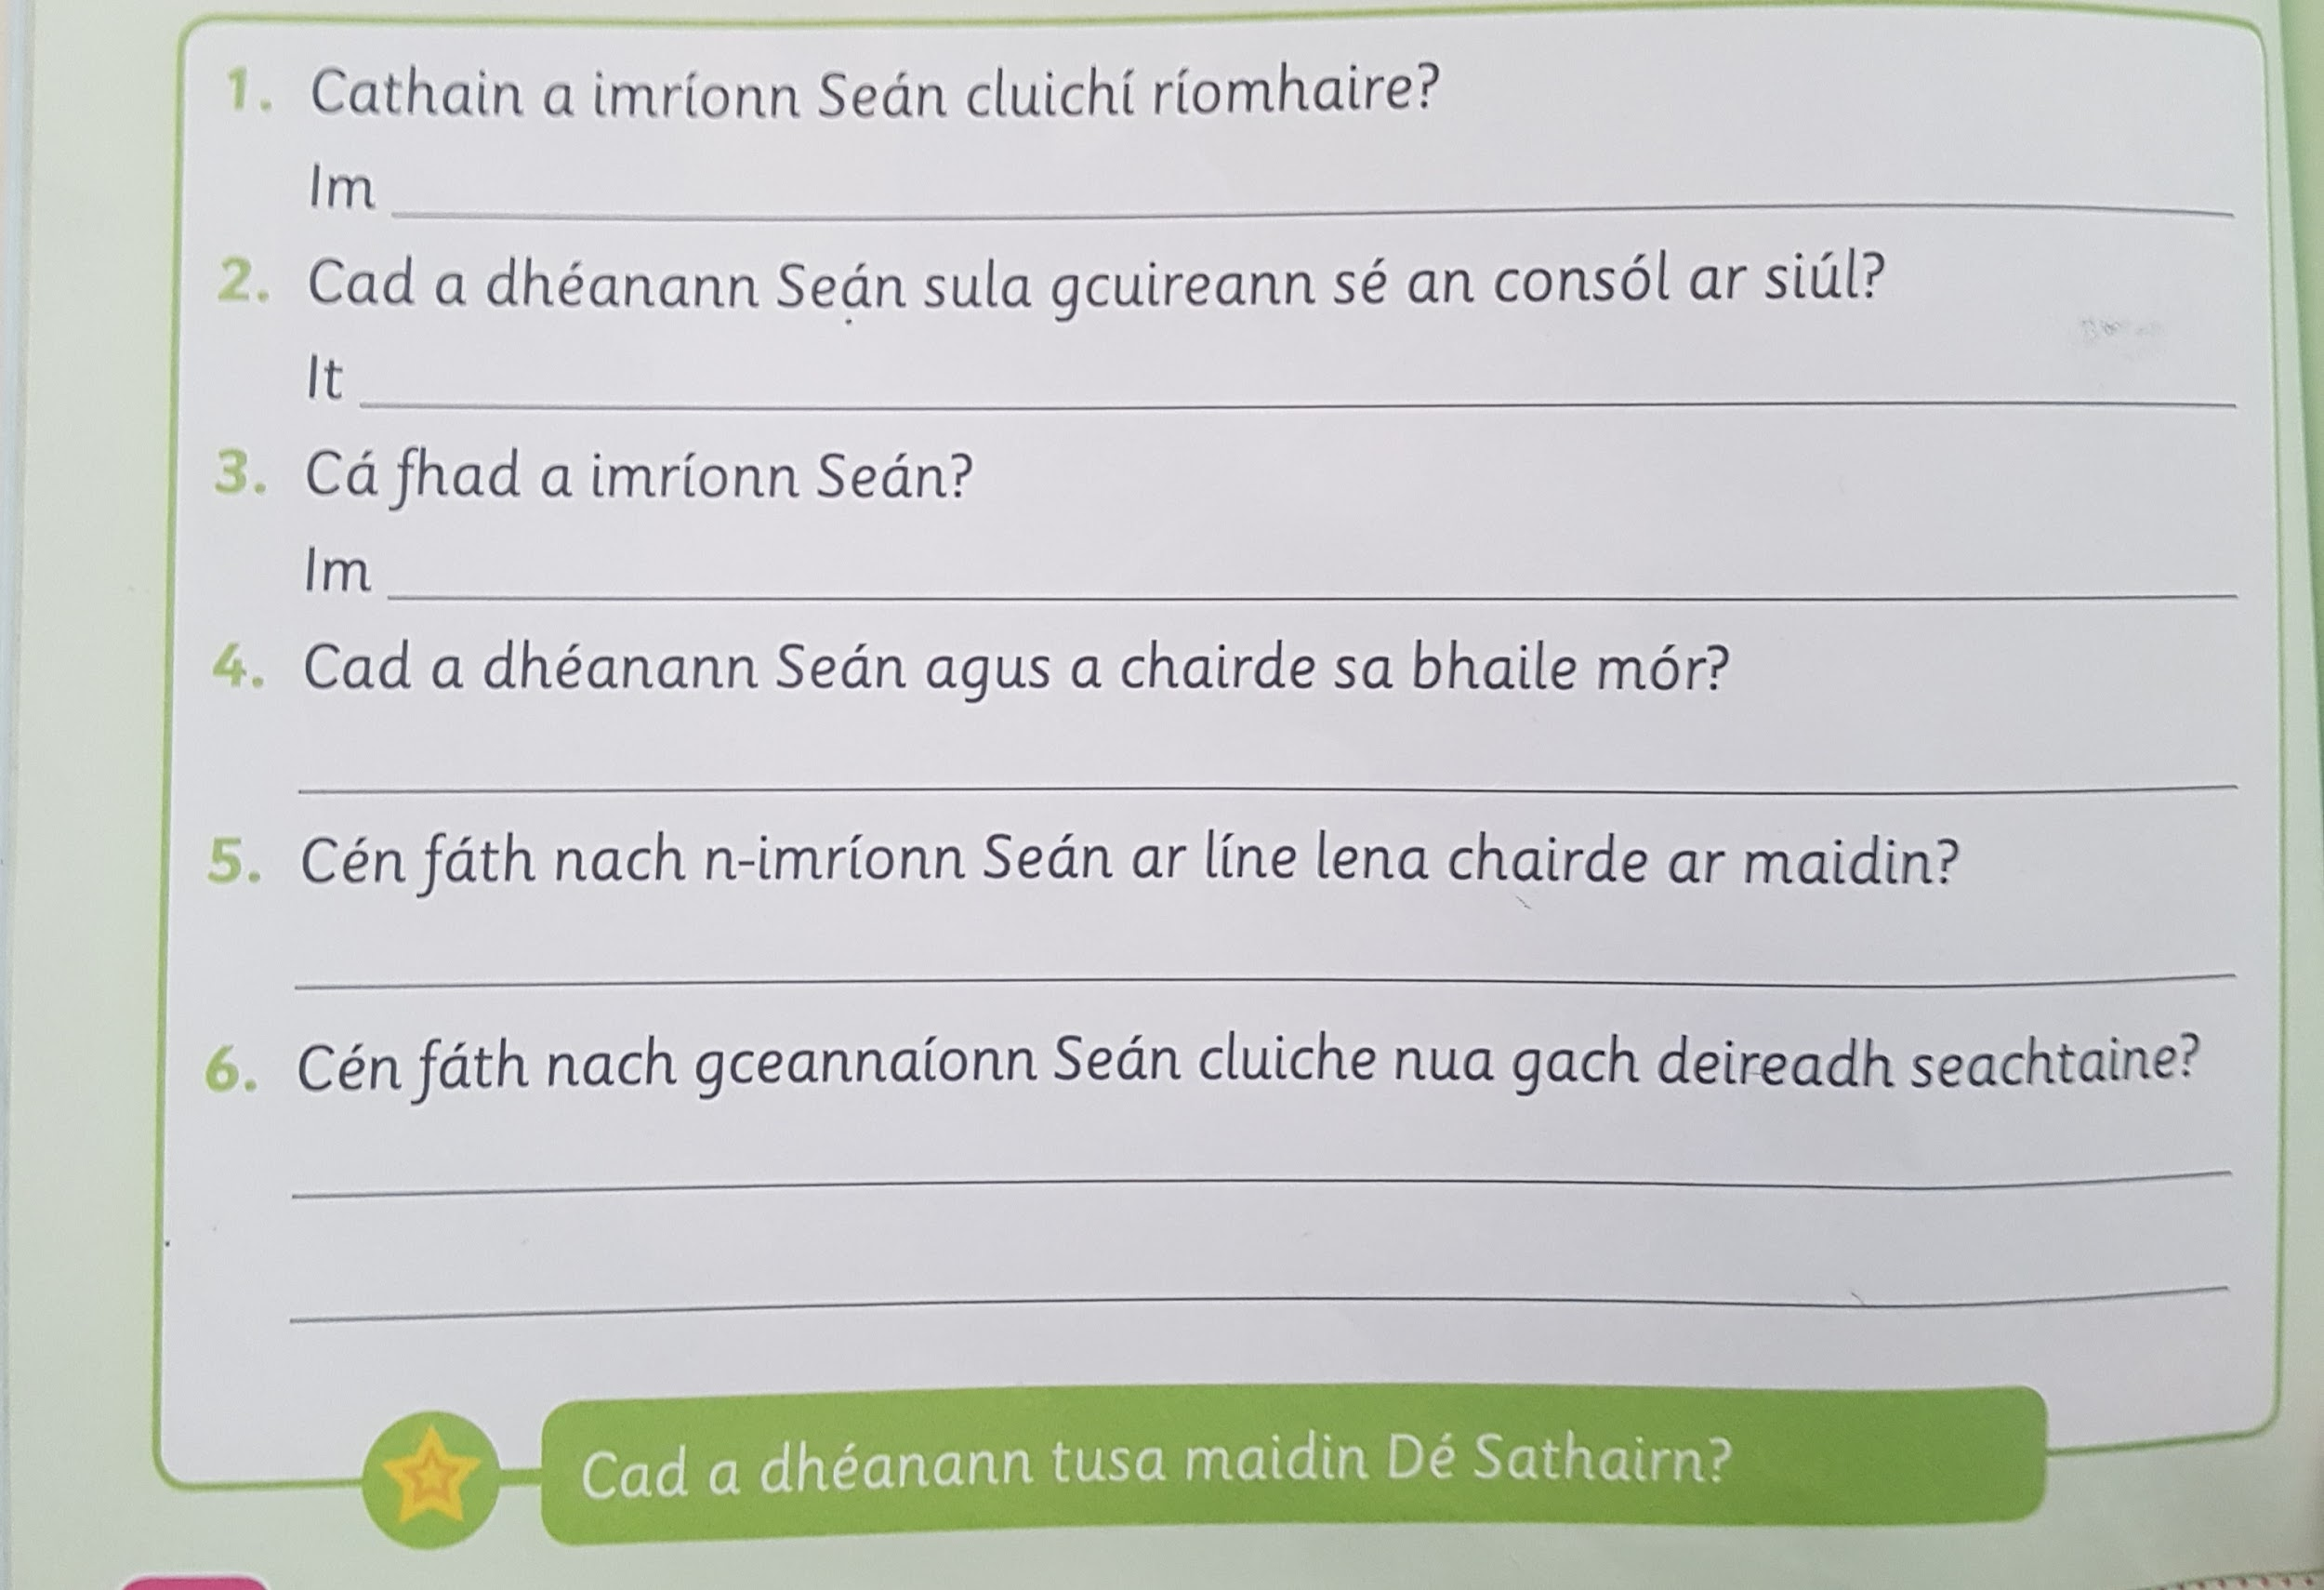 1. Cathain a imríonn Seán cluichí ríomhaire?
Im
2. Cad a dhéanann Seán sula gcuireann sé an consól ar siúl?
It
3. Cá fhad a imríonn Seán?
Im
4. Cad a dhéanann Seán agus a chairde sa bhaile mór?
5. Cén fáth nach n-imríonn Seán ar líne lena chairde ar maidin?
6. Cén fáth nach gceannaíonn Seán cluiche nua gach deireadh seachtaine?
Cad a dhéanann tusa maidin Dé Sathairn?